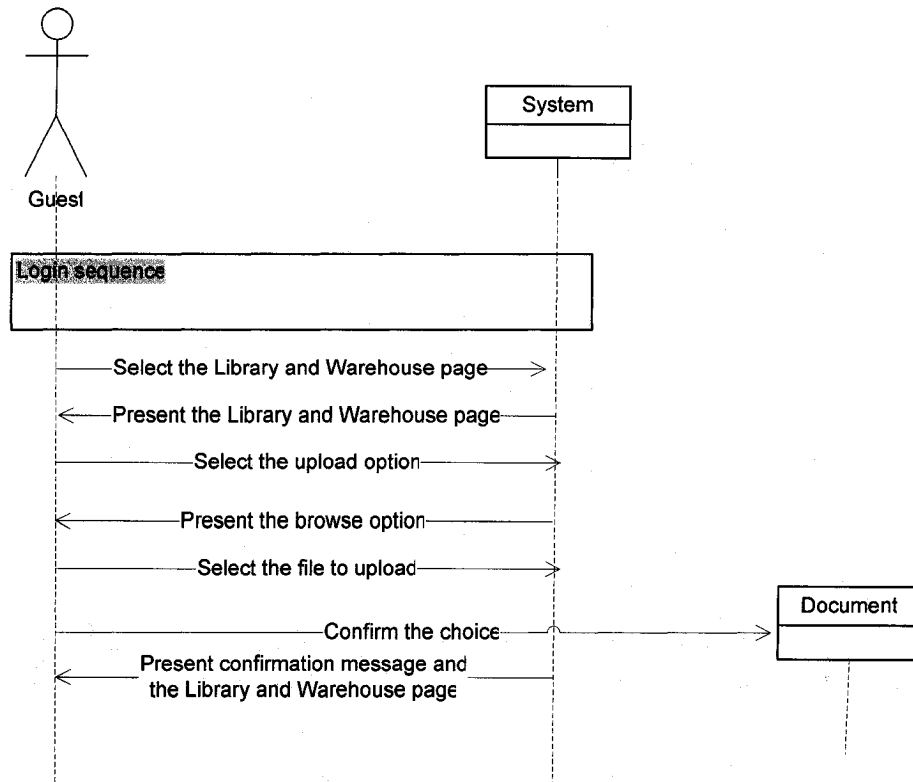 System
Guest
Login sequence
Select the Library and Warehouse page
Present the Library and Warehouse page
Select the upload option
Present the browse option
Select the file to upload
Document
Confirm the choice
Present confirmation message and
the Library and Warehouse page